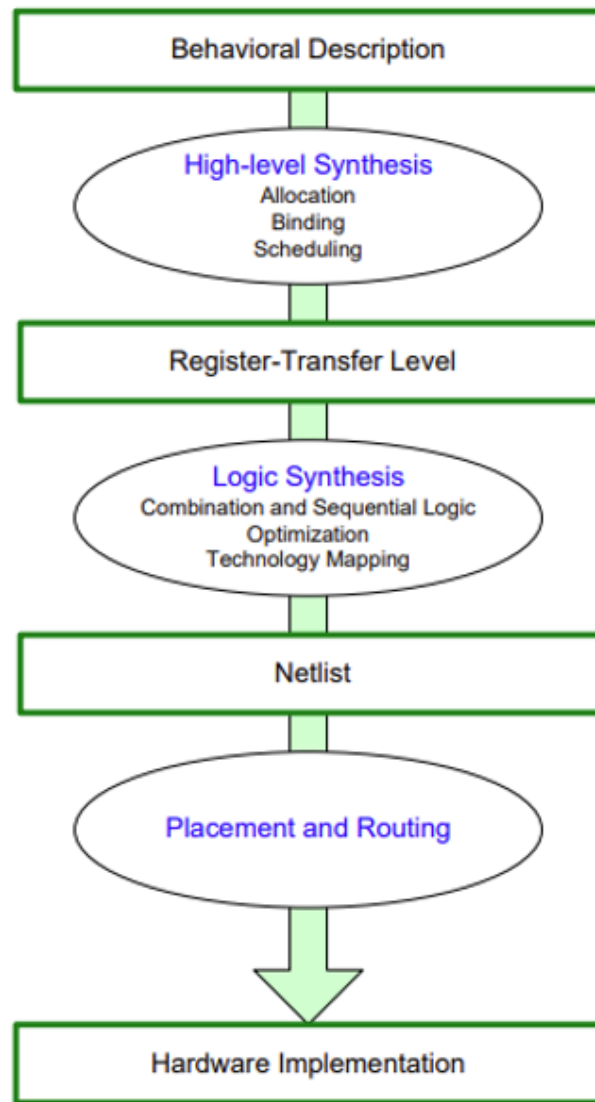 Behavioral Description
High-level Synthesis
Allocation
Binding
Scheduling
Register-Transfer Level
Logic Synthesis
Combination and Sequential Logic
Optimization
Technology Mapping
Netlist
Placement and Routing
Hardware Implementation